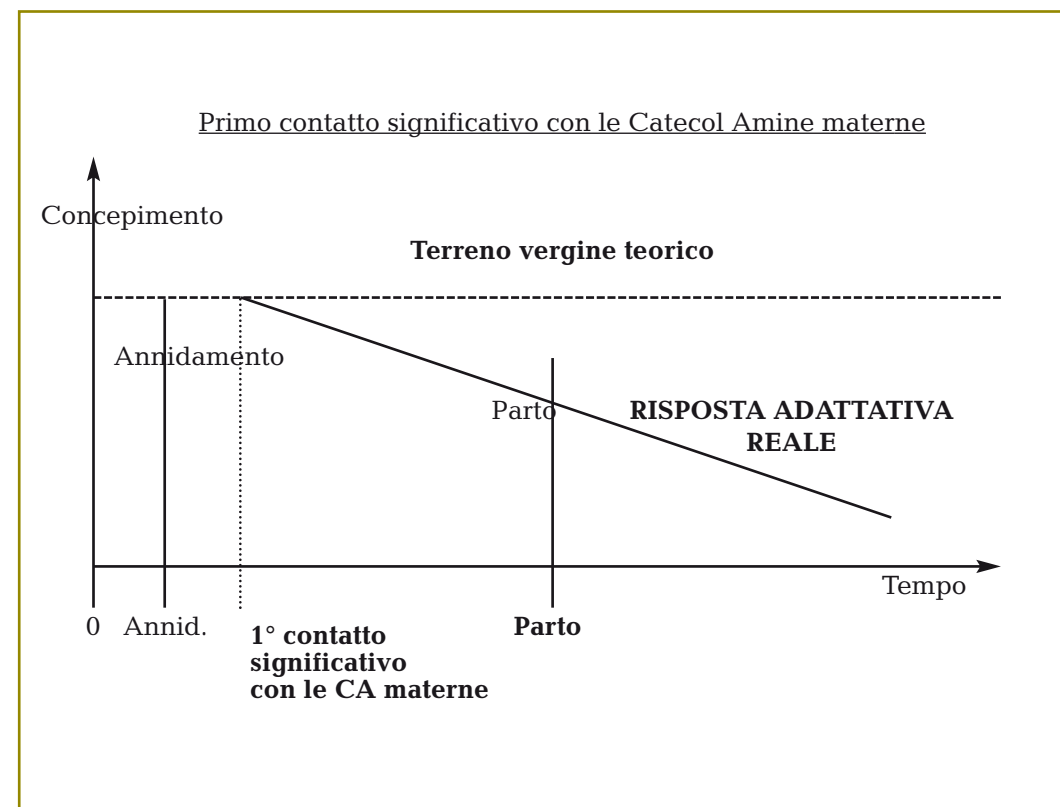 Primo contatto significativo con le Catecol Amine materne
Concepimento
Terreno vergine teorico
Annidamento
Parto
RISPOSTA ADATTATIVA
REALE
Tempo
0
Annid.
1° contatto
significativo
con le CA materne
Parto